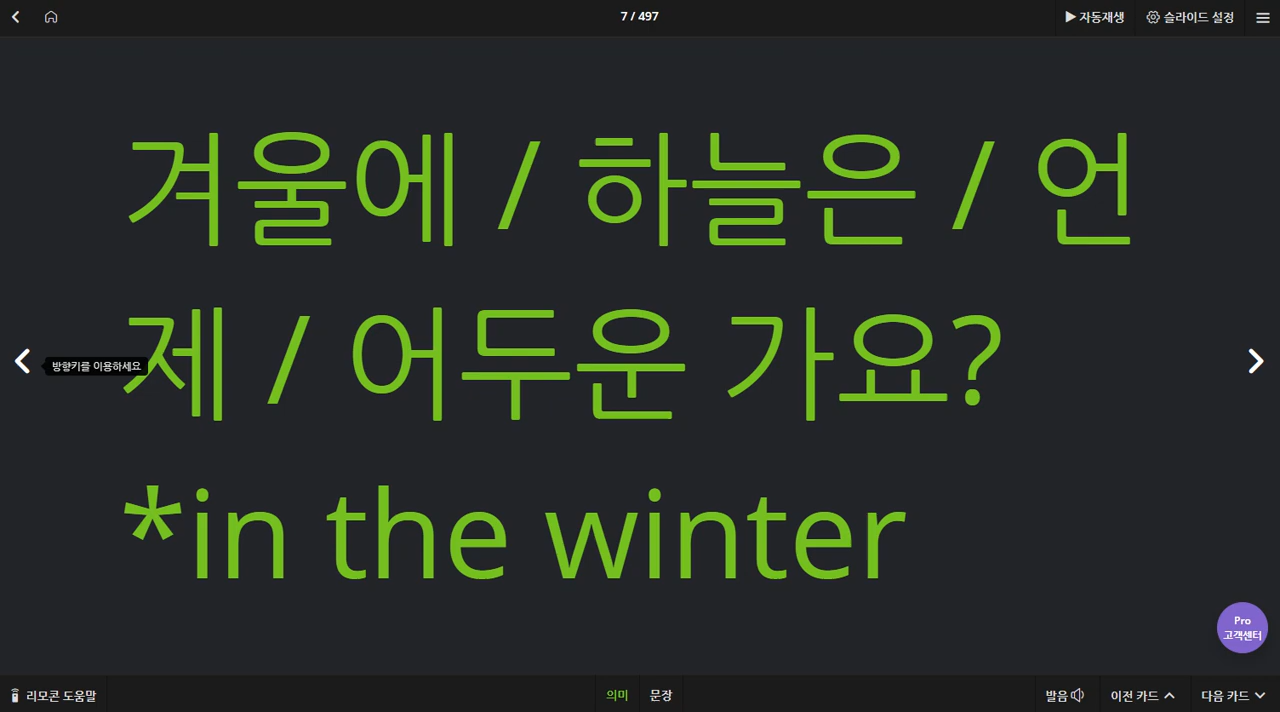 7 / 497
▶ 자동재생
슬라이드 설정
겨울에 / 하늘은 / 언
제 / 어두운 가요?
방향키를 이용하세요
*in the winter
Pro
고객센터
리모콘 도움말
의미
문장
발음
이전 카드
다음 카드